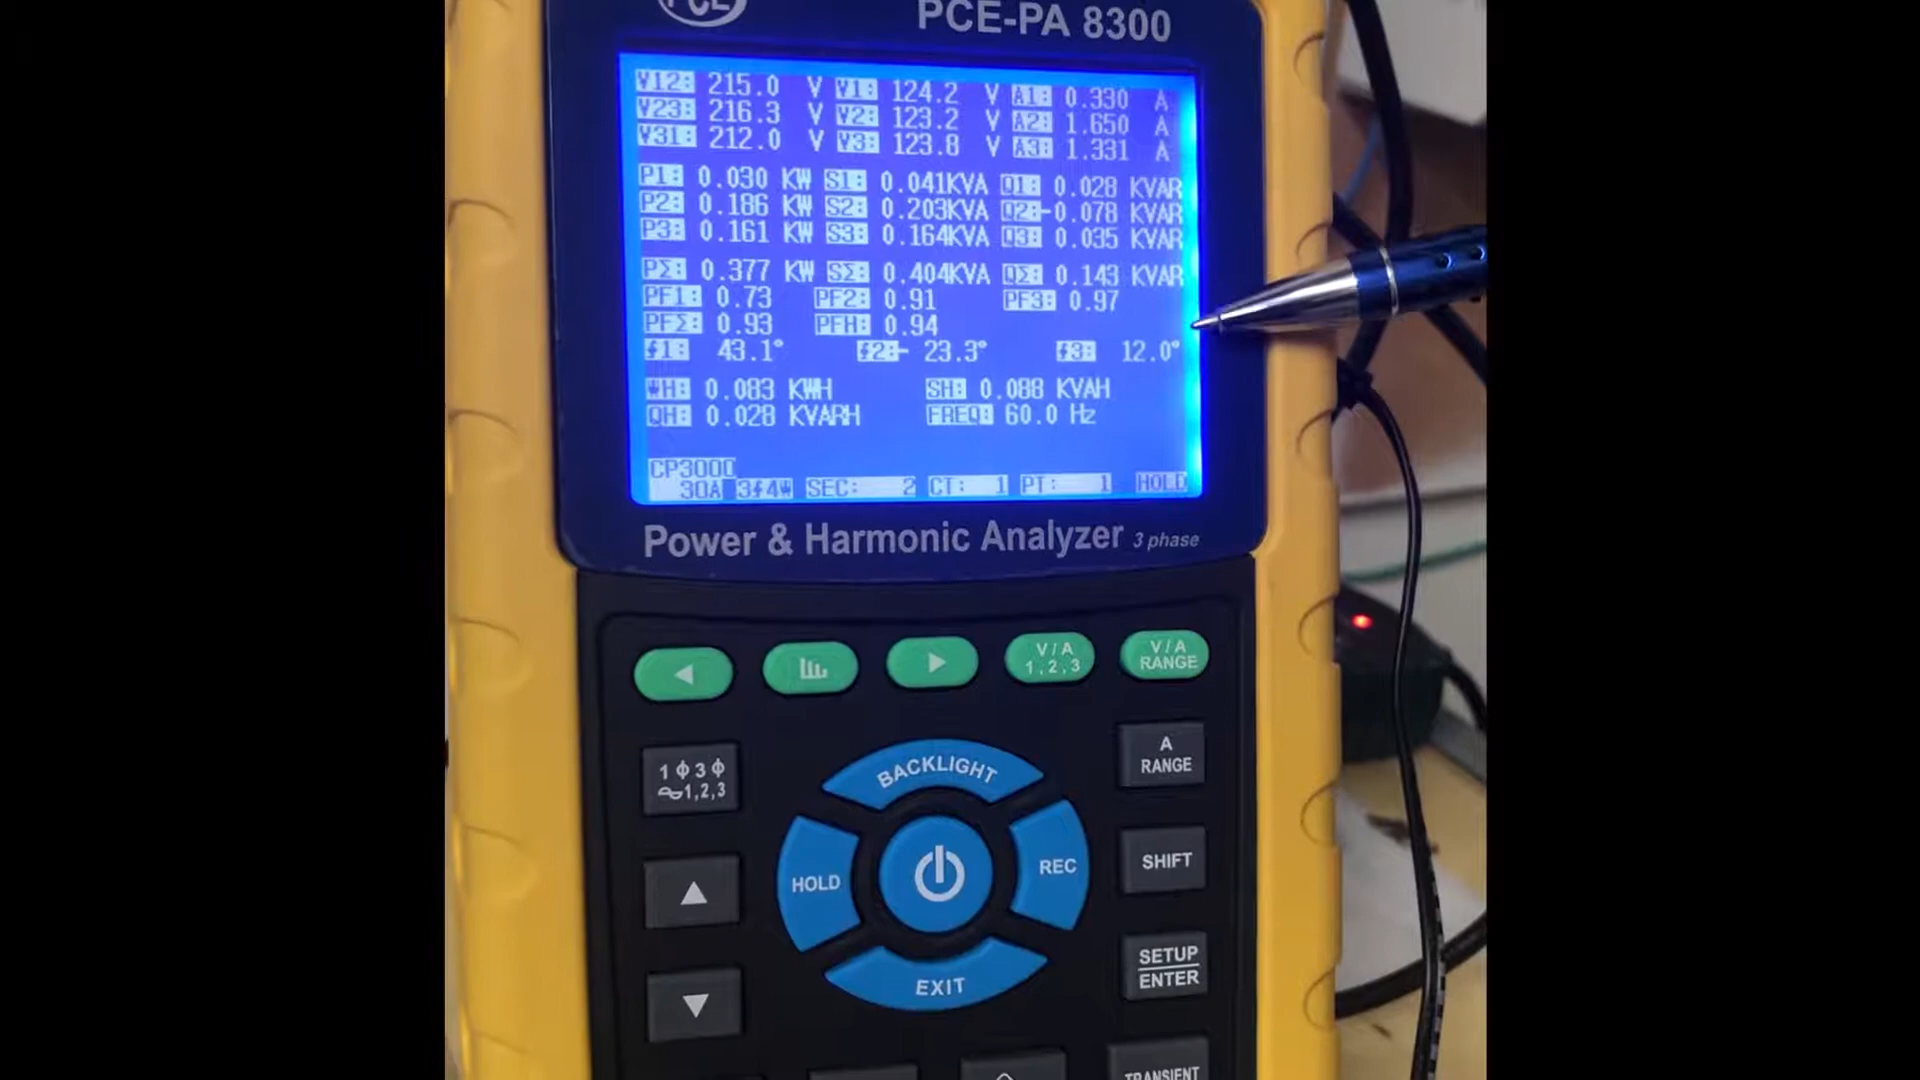 PCE
PCE-PA 8300
V12: 215.0 V V1: 124.2 V A1: 0.330 A
V23: 216.3 V V2: 123.2 V A2: 1.650 A
V31: 212.0 V V3: 123.8 V A3: 1.331 A
P1: 0.030 KW S1: 0.041KVA Q1: 0.028 KVAR
P2: 0.186 KW S2: 0.203KVA Q2:-0.078 KVAR
P3: 0.161 KW S3: 0.164KVA Q3: 0.035 KVAR
PΣ: 0.377 KW SΣ: 0.404KVA QΣ: 0.143 KVAR
PF1: 0.73 PF2: 0.91 PF3: 0.97
PFΣ: 0.93 PFH: 0.94
ϕ1: 43.1° ϕ2:- 23.3° ϕ3: 12.0°
WH: 0.083 KWH SH: 0.088 KVAH
QH: 0.028 KVARH FREQ: 60.0 Hz
CP3000
30A 3ϕ4W SEC: 2 CT: 1 PT: 1 HOLD
Power & Harmonic Analyzer 3 phase
V / A
1 , 2 , 3
V / A
RANGE
1 ϕ 3 ϕ
1,2,3
BACKLIGHT
A
RANGE
HOLD
REC
SHIFT
EXIT
SETUP
ENTER
TRANSIENT